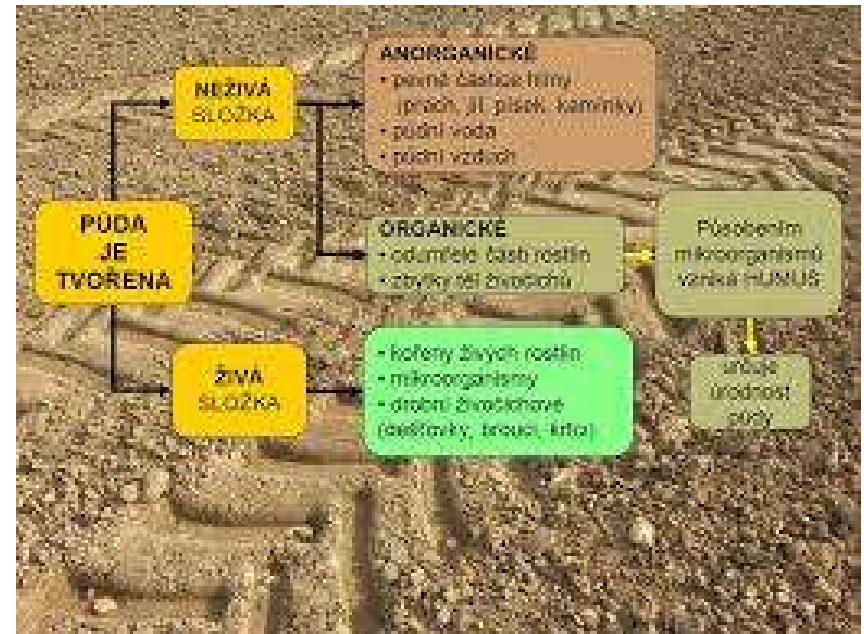 PŮDA
JE
TVOŘENA
NEŽIVÁ
SLOŽKA
ANORGANICKÉ
• pevné částice hlíny
(prach, jíl, písek, kamínky)
• půdní voda
• půdní vzduch
ORGANICKÉ
• odumřelé části rostlin
• zbytky těl živočichů
Působením
mikroorganismů
vzniká HUMUS
určuje
úrodnost
půdy
ŽIVÁ
SLOŽKA
• kořeny živých rostlin
• mikroorganismy
• drobní živočichové
(dešťovky, brouci, krtci)